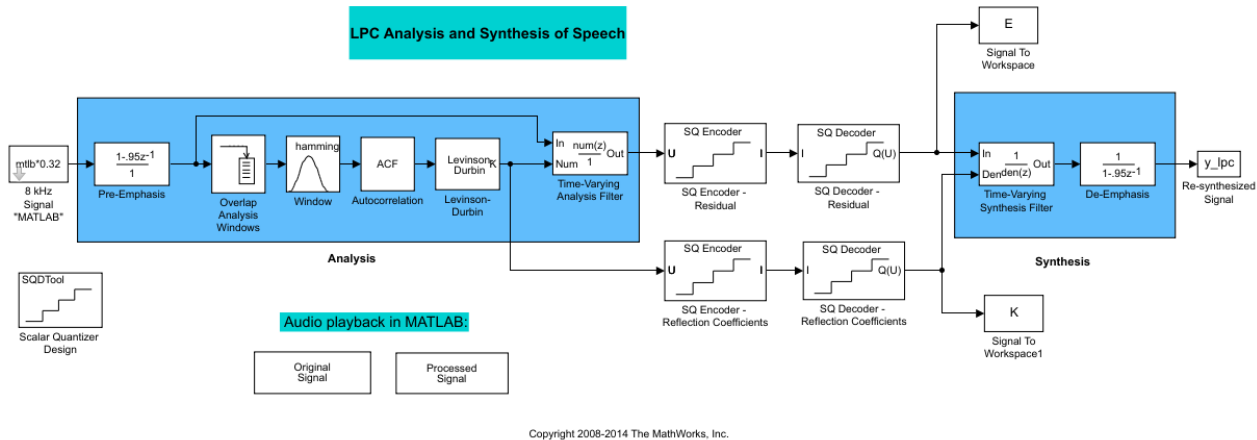 LPC Analysis and Synthesis of Speech
E
Signal To
Workspace
mtlb*0.32
8 kHz
Signal
"MATLAB"
1-.95z-1
1
Pre-Emphasis
Overlap
Analysis
Windows
hamming
Window
ACF
Autocorrelation
Levinson-
Durbin
K
Levinson-
Durbin
In
Num
num(z)
1
Out
Time-Varying
Analysis Filter
Analysis
SQ Encoder
U
I
SQ Encoder -
Residual
SQ Decoder
I
Q(U)
SQ Decoder -
Residual
In
Den
1
den(z)
Out
Time-Varying
Synthesis Filter
1
1-.95z-1
De-Emphasis
y_lpc
Re-synthesized
Signal
Synthesis
SQ Encoder
U
I
SQ Encoder -
Reflection Coefficients
SQ Decoder
I
Q(U)
SQ Decoder -
Reflection Coefficients
K
Signal To
Workspace1
SQDTool
Scalar Quantizer
Design
Audio playback in MATLAB:
Original
Signal
Processed
Signal
Copyright 2008-2014 The MathWorks, Inc.